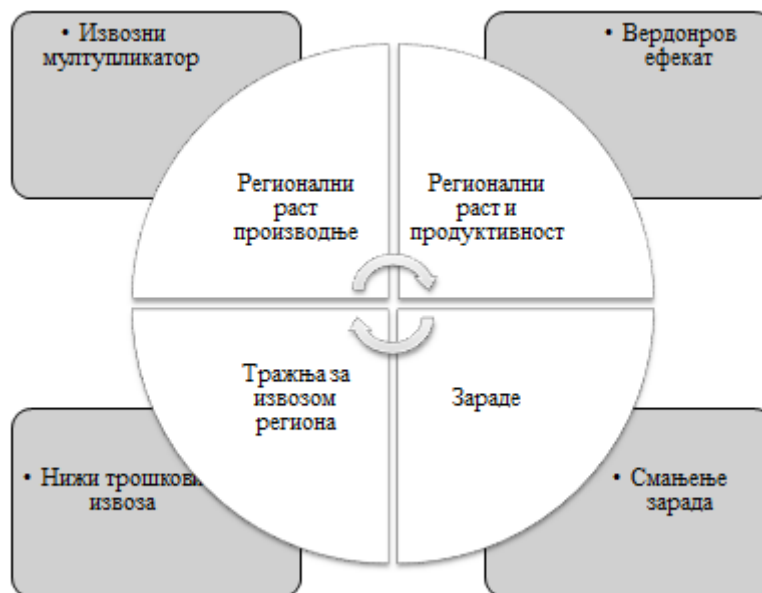 • Извозни
мултупликатор
• Вердонров
ефекат
Регионални
раст
производње
Регионални
раст и
продуктивност
Тражња за
извозом
региона
Зараде
• Нижи трошкови
извоза
• Смањење
зарада